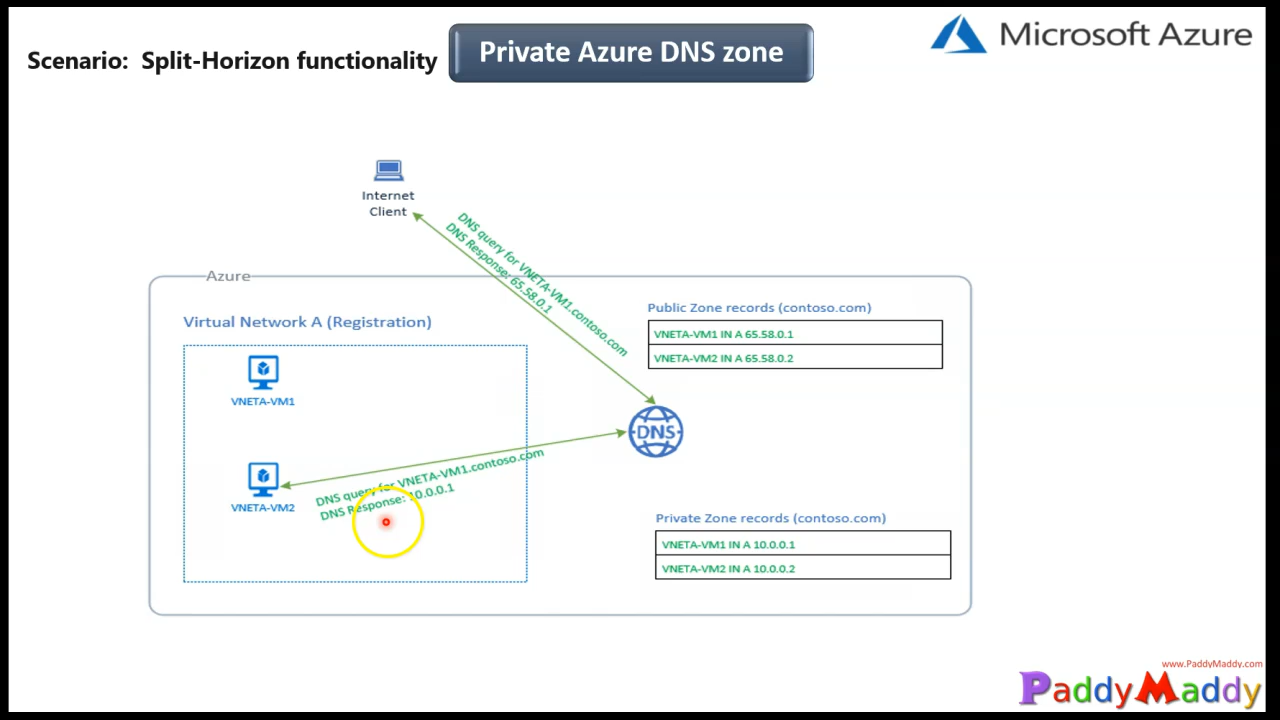 Scenario: Split-Horizon functionality
Private Azure DNS zone
Microsoft Azure
Internet
Client
DNS query for VNETA-VM1.contoso.com
DNS Response: 65.58.0.1
Azure
Virtual Network A (Registration)
Public Zone records (contoso.com)
VNETA-VM1 IN A 65.58.0.1
VNETA-VM2 IN A 65.58.0.2
VNETA-VM1
DNS
VNETA-VM2
DNS query for VNETA-VM1.contoso.com
DNS Response: 10.0.0.1
Private Zone records (contoso.com)
VNETA-VM1 IN A 10.0.0.1
VNETA-VM2 IN A 10.0.0.2
www.PaddyMaddy.com
PaddyMaddy